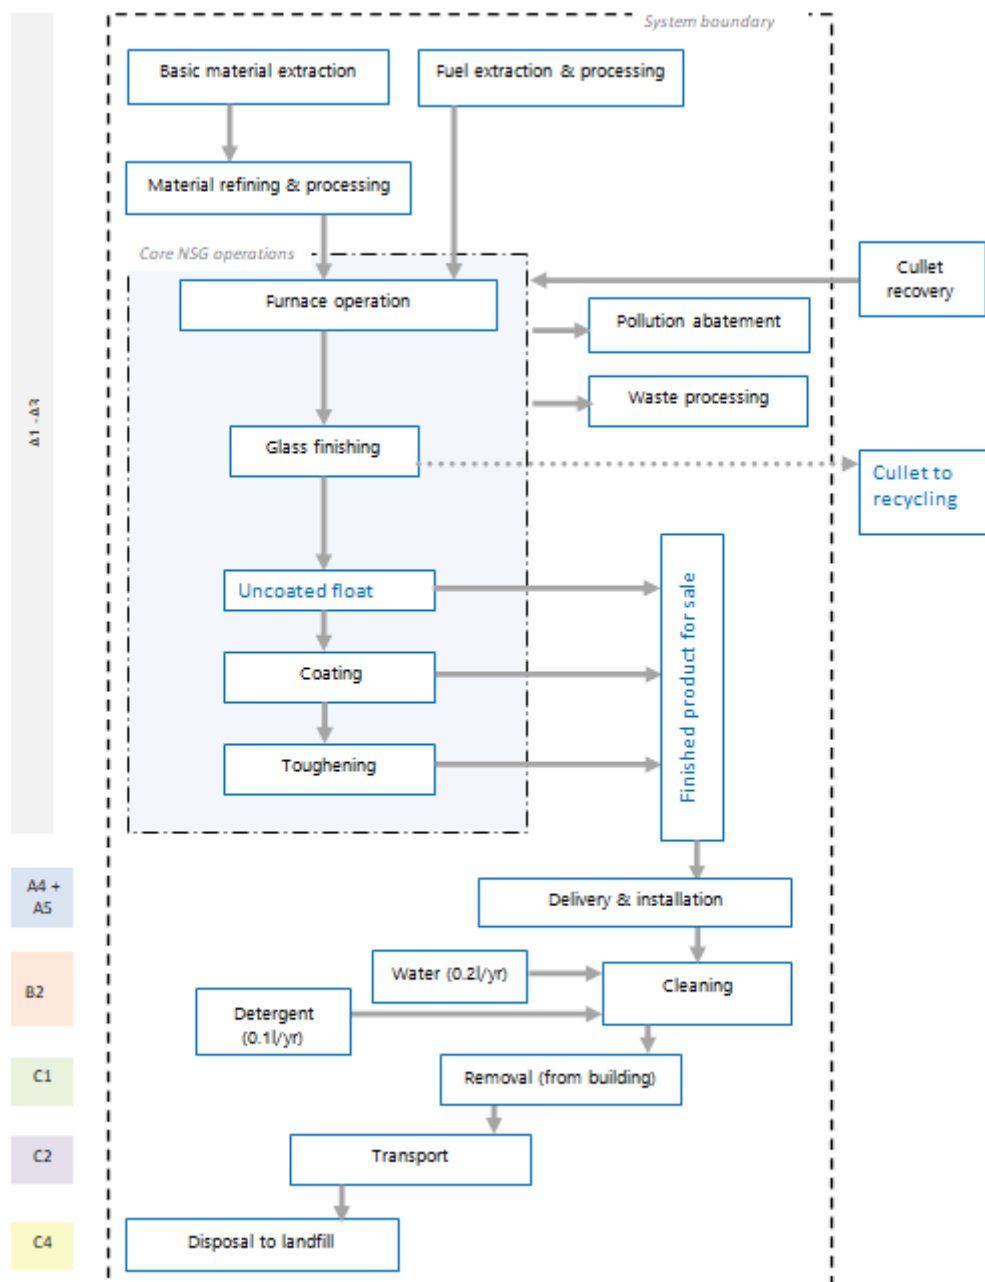 System boundary
Basic material extraction
Fuel extraction & processing
Material refining & processing
Core NSG operations
Cullet
recovery
Furnace operation
Pollution abatement
Waste processing
A1 -A3
Glass finishing
Cullet to
recycling
Uncoated float
Coating
Toughening
Finished product for sale
A4 +
A5
Delivery & installation
B2
Water (0.2l/yr)
Cleaning
Detergent
(0.1l/yr)
C1
Removal (from building)
C2
Transport
C4
Disposal to landfill